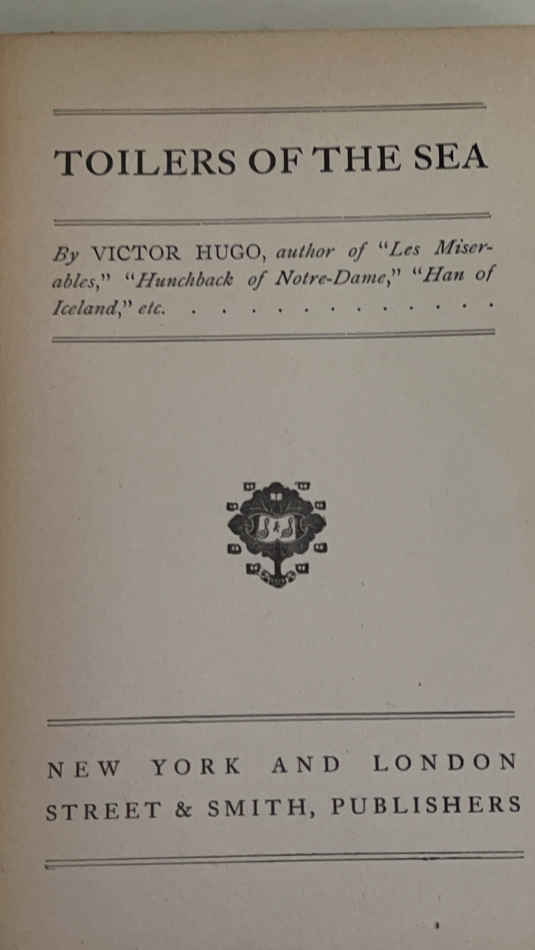 TOILERS OF THE SEA
By VICTOR HUGO, author of "Les Miser-
ables," "Hunchback of Notre-Dame," "Han of
Iceland," etc. . . . . . . . . . . . .
S & S
NEW YORK AND LONDON
STREET & SMITH, PUBLISHERS